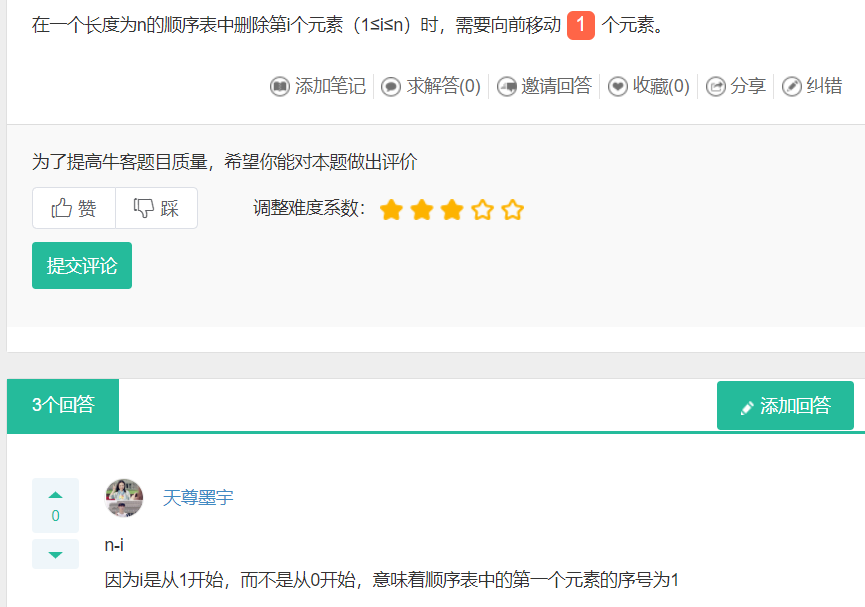 在一个长度为n的顺序表中删除第i个元素（1≤i≤n）时，需要向前移动 1 个元素。
添加笔记 求解答(0) 邀请回答 收藏(0) 分享 纠错
为了提高牛客题目质量，希望你能对本题做出评价
赞 踩 调整难度系数：
提交评论
3个回答 添加回答
天尊墨宇
0
n-i
因为i是从1开始，而不是从0开始，意味着顺序表中的第一个元素的序号为1